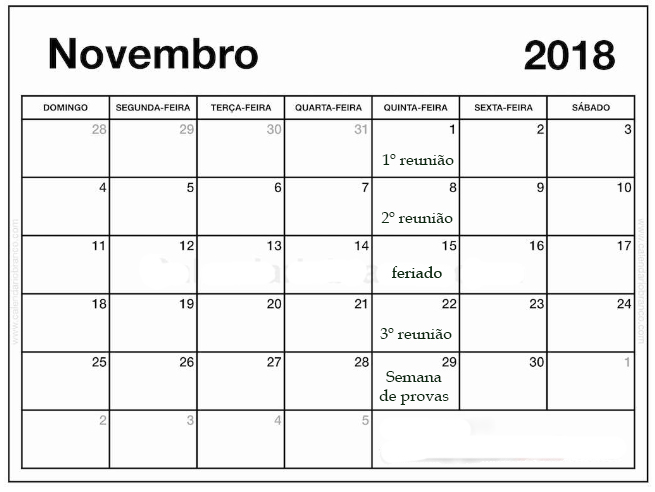 Novembro 2018
DOMINGO SEGUNDA-FEIRA TERÇA-FEIRA QUARTA-FEIRA QUINTA-FEIRA SEXTA-FEIRA SÁBADO
28 29 30 31 1 2 3
1° reunião
4 5 6 7 8 9 10
2° reunião
11 12 13 14 15 16 17
feriado
18 19 20 21 22 23 24
3° reunião
25 26 27 28 29 30 1
Semana
de provas
2 3 4 5